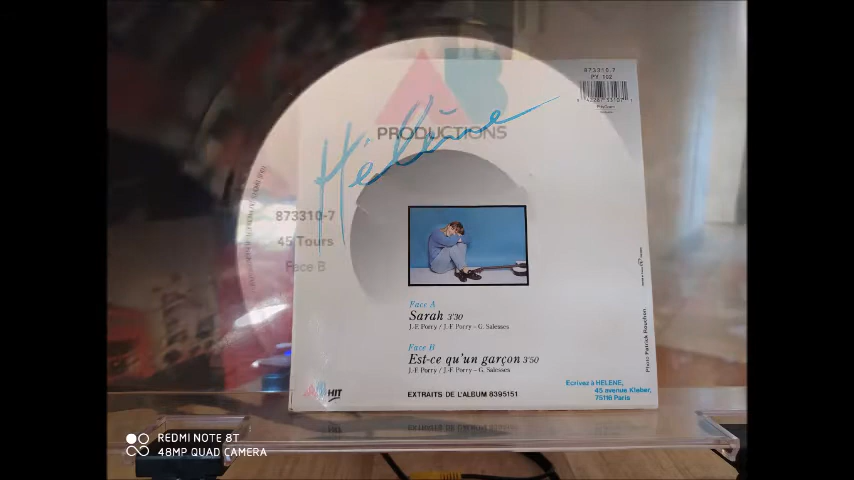 873310-7
PY 102
Hélène
AB
PRODUCTIONS
873310-7
45 Tours
Face B
Face A
Sarah 3'30
J.-F. Porry / J.-F. Porry - G. Salesses
Face B
Est-ce qu'un garçon 3'50
J.-F. Porry / J.-F. Porry - G. Salesses
EXTRAITS DE L'ALBUM 8395151
HIT
Photo Patrick Rouchon
Ecrivez à HELENE,
45 avenue Kleber,
75116 Paris
REDMI NOTE 8T
48MP QUAD CAMERA